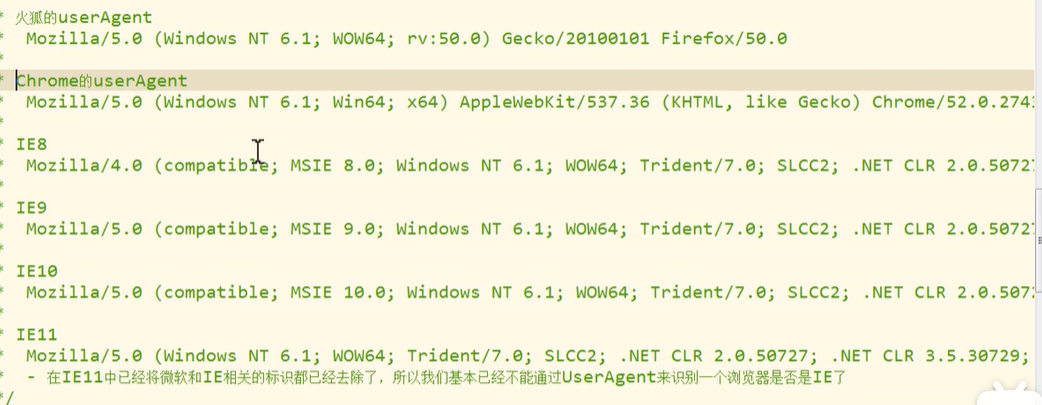 * 火狐的userAgent
* Mozilla/5.0 (Windows NT 6.1; WOW64; rv:50.0) Gecko/20100101 Firefox/50.0
*
* Chrome的userAgent
* Mozilla/5.0 (Windows NT 6.1; Win64; x64) AppleWebKit/537.36 (KHTML, like Gecko) Chrome/52.0.2743
*
* IE8
* Mozilla/4.0 (compatible; MSIE 8.0; Windows NT 6.1; WOW64; Trident/7.0; SLCC2; .NET CLR 2.0.50727
*
* IE9
* Mozilla/5.0 (compatible; MSIE 9.0; Windows NT 6.1; WOW64; Trident/7.0; SLCC2; .NET CLR 2.0.50727
*
* IE10
* Mozilla/5.0 (compatible; MSIE 10.0; Windows NT 6.1; WOW64; Trident/7.0; SLCC2; .NET CLR 2.0.507
*
* IE11
* Mozilla/5.0 (Windows NT 6.1; WOW64; Trident/7.0; SLCC2; .NET CLR 2.0.50727; .NET CLR 3.5.30729;
* - 在IE11中已经将微软和IE相关的标识都已经去除了，所以我们基本已经不能通过UserAgent来识别一个浏览器是否是IE了
*/